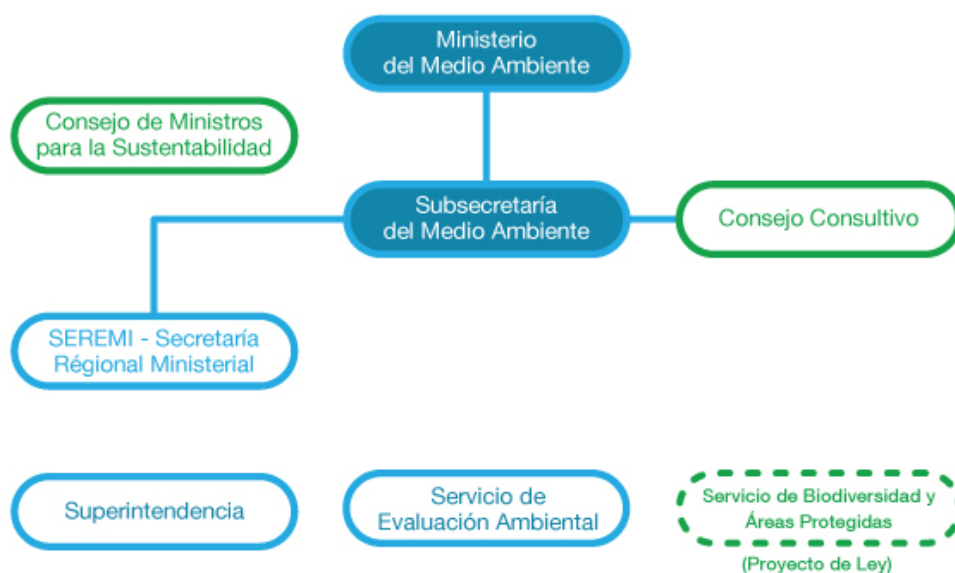 Ministerio
del Medio Ambiente
Consejo de Ministros
para la Sustentabilidad
Subsecretaría
del Medio Ambiente
Consejo Consultivo
SEREMI - Secretaría
Régional Ministerial
Superintendencia
Servicio de
Evaluación Ambiental
Servicio de Biodiversidad y
Áreas Protegidas
(Proyecto de Ley)